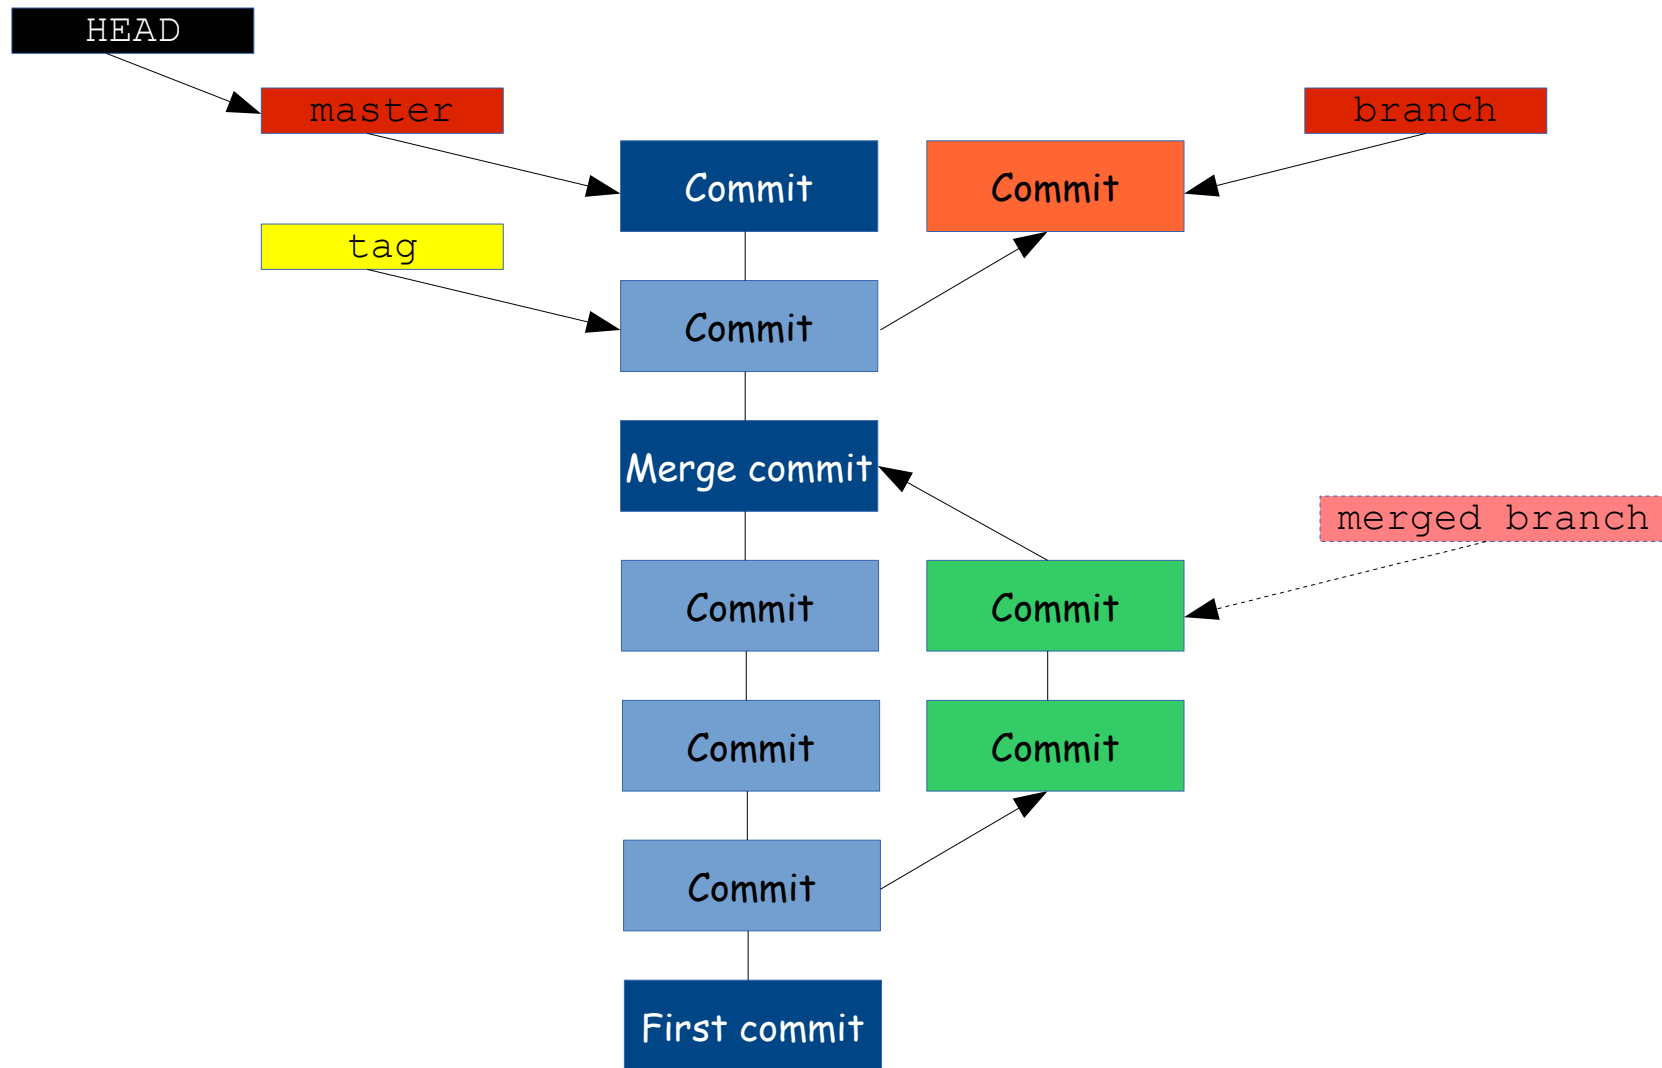 HEAD
master
branch
Commit
Commit
tag
Commit
Merge commit
merged branch
Commit
Commit
Commit
Commit
Commit
First commit